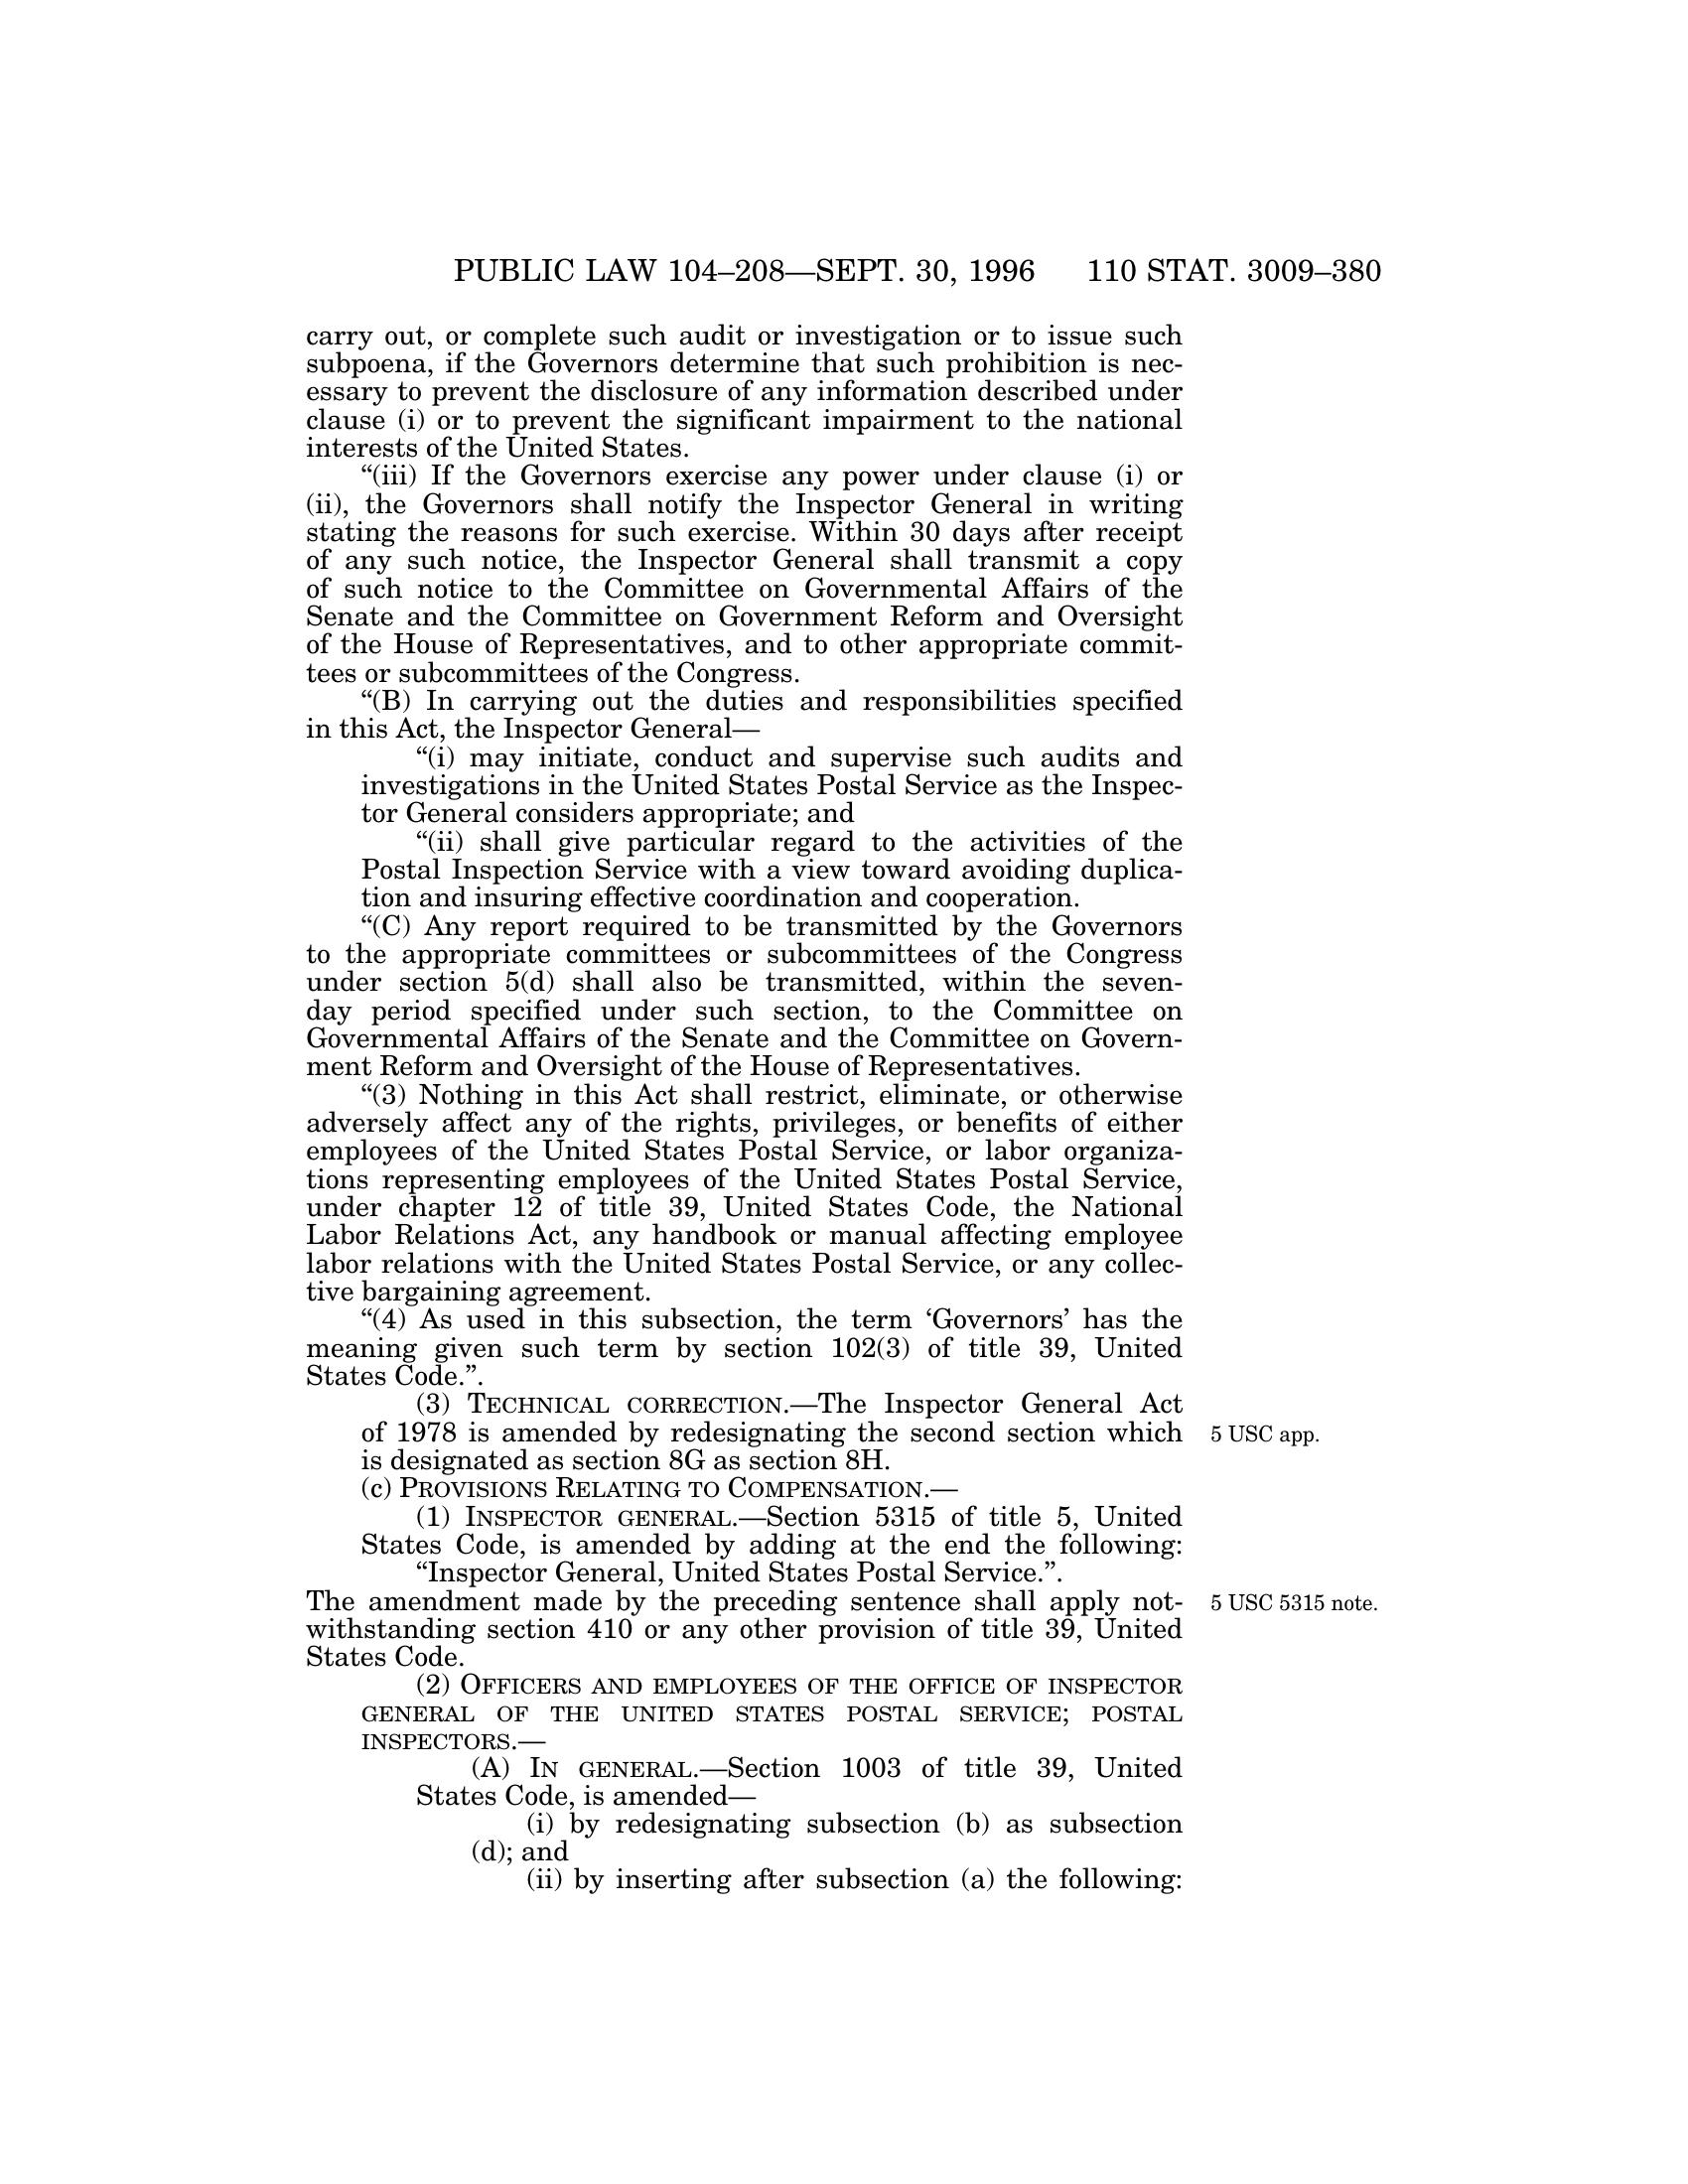 PUBLIC LAW 104–208—SEPT. 30, 1996 110 STAT. 3009–380
carry out, or complete such audit or investigation or to issue such
subpoena, if the Governors determine that such prohibition is nec-
essary to prevent the disclosure of any information described under
clause (i) or to prevent the significant impairment to the national
interests of the United States.
“(iii) If the Governors exercise any power under clause (i) or
(ii), the Governors shall notify the Inspector General in writing
stating the reasons for such exercise. Within 30 days after receipt
of any such notice, the Inspector General shall transmit a copy
of such notice to the Committee on Governmental Affairs of the
Senate and the Committee on Government Reform and Oversight
of the House of Representatives, and to other appropriate commit-
tees or subcommittees of the Congress.
“(B) In carrying out the duties and responsibilities specified
in this Act, the Inspector General—
“(i) may initiate, conduct and supervise such audits and
investigations in the United States Postal Service as the Inspec-
tor General considers appropriate; and
“(ii) shall give particular regard to the activities of the
Postal Inspection Service with a view toward avoiding duplica-
tion and insuring effective coordination and cooperation.
“(C) Any report required to be transmitted by the Governors
to the appropriate committees or subcommittees of the Congress
under section 5(d) shall also be transmitted, within the seven-
day period specified under such section, to the Committee on
Governmental Affairs of the Senate and the Committee on Govern-
ment Reform and Oversight of the House of Representatives.
“(3) Nothing in this Act shall restrict, eliminate, or otherwise
adversely affect any of the rights, privileges, or benefits of either
employees of the United States Postal Service, or labor organiza-
tions representing employees of the United States Postal Service,
under chapter 12 of title 39, United States Code, the National
Labor Relations Act, any handbook or manual affecting employee
labor relations with the United States Postal Service, or any collec-
tive bargaining agreement.
“(4) As used in this subsection, the term ‘Governors’ has the
meaning given such term by section 102(3) of title 39, United
States Code.”.
(3) TECHNICAL CORRECTION.—The Inspector General Act
of 1978 is amended by redesignating the second section which 5 USC app.
is designated as section 8G as section 8H.
(c) PROVISIONS RELATING TO COMPENSATION.—
(1) INSPECTOR GENERAL.—Section 5315 of title 5, United
States Code, is amended by adding at the end the following:
“Inspector General, United States Postal Service.”.
The amendment made by the preceding sentence shall apply not- 5 USC 5315 note.
withstanding section 410 or any other provision of title 39, United
States Code.
(2) OFFICERS AND EMPLOYEES OF THE OFFICE OF INSPECTOR
GENERAL OF THE UNITED STATES POSTAL SERVICE; POSTAL
INSPECTORS.—
(A) IN GENERAL.—Section 1003 of title 39, United
States Code, is amended—
(i) by redesignating subsection (b) as subsection
(d); and
(ii) by inserting after subsection (a) the following: